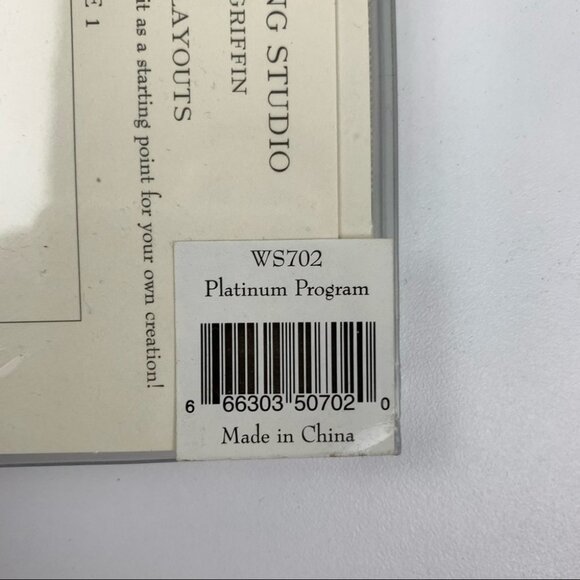 NG STUDIO
GRIFFIN
LAYOUTS
it as a starting point for your own creation!
E 1
WS702
Platinum Program
6 66303 50702 0
Made in China